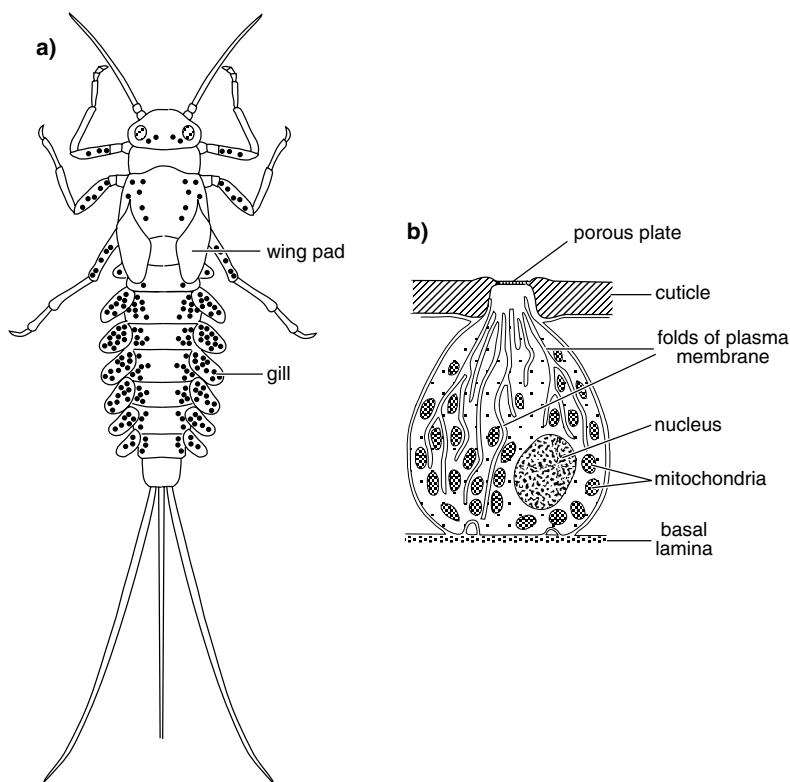 a)
wing pad
gill
b)
porous plate
cuticle
folds of plasma
membrane
nucleus
mitochondria
basal
lamina